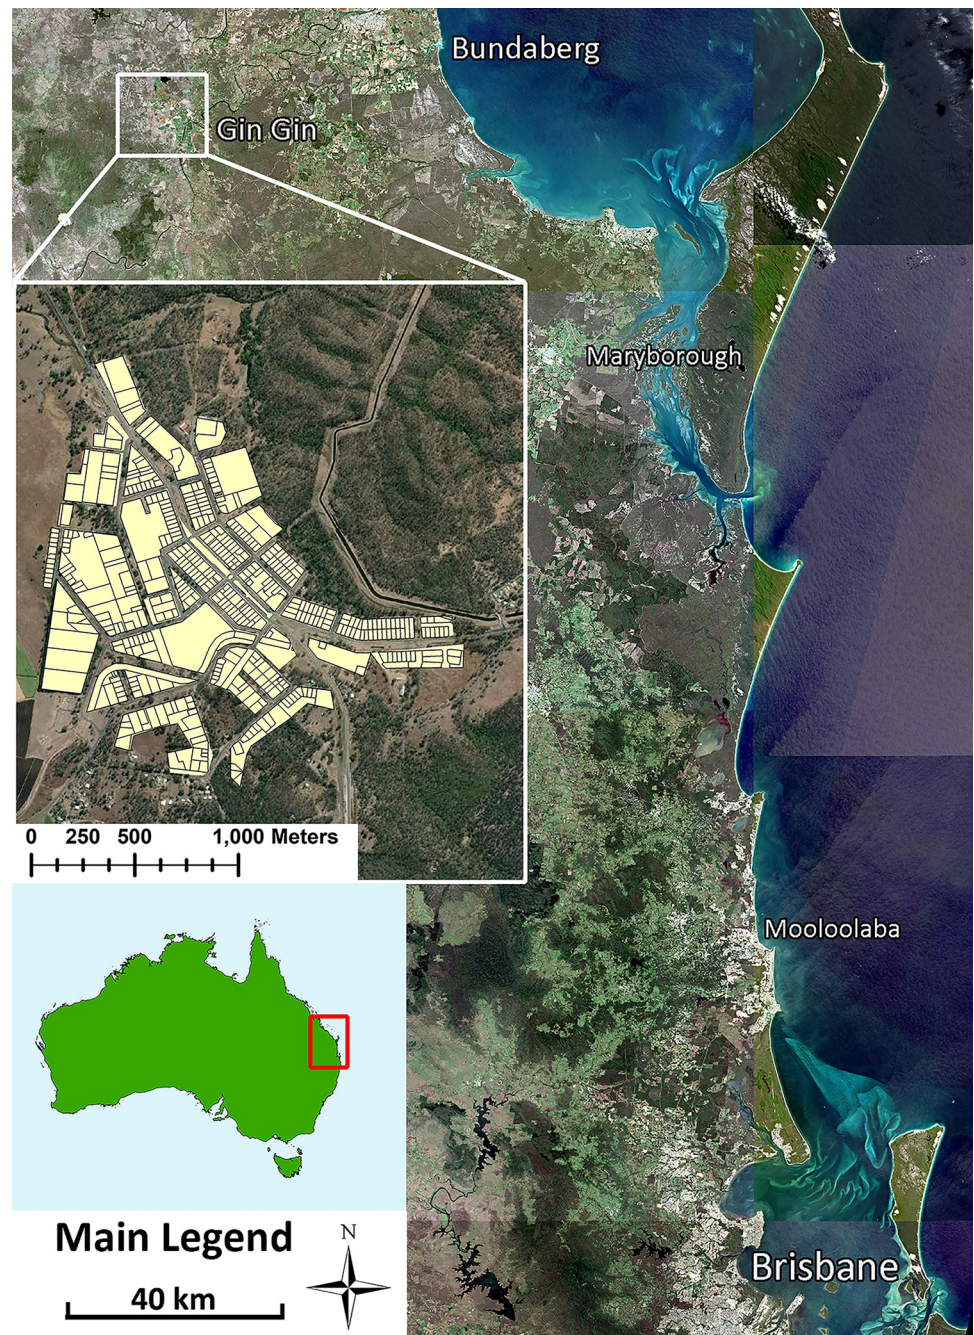 Bundaberg
Gin Gin
Maryborough
0 250 500 1,000 Meters
Mooloolaba
Main Legend
N
40 km
Brisbane